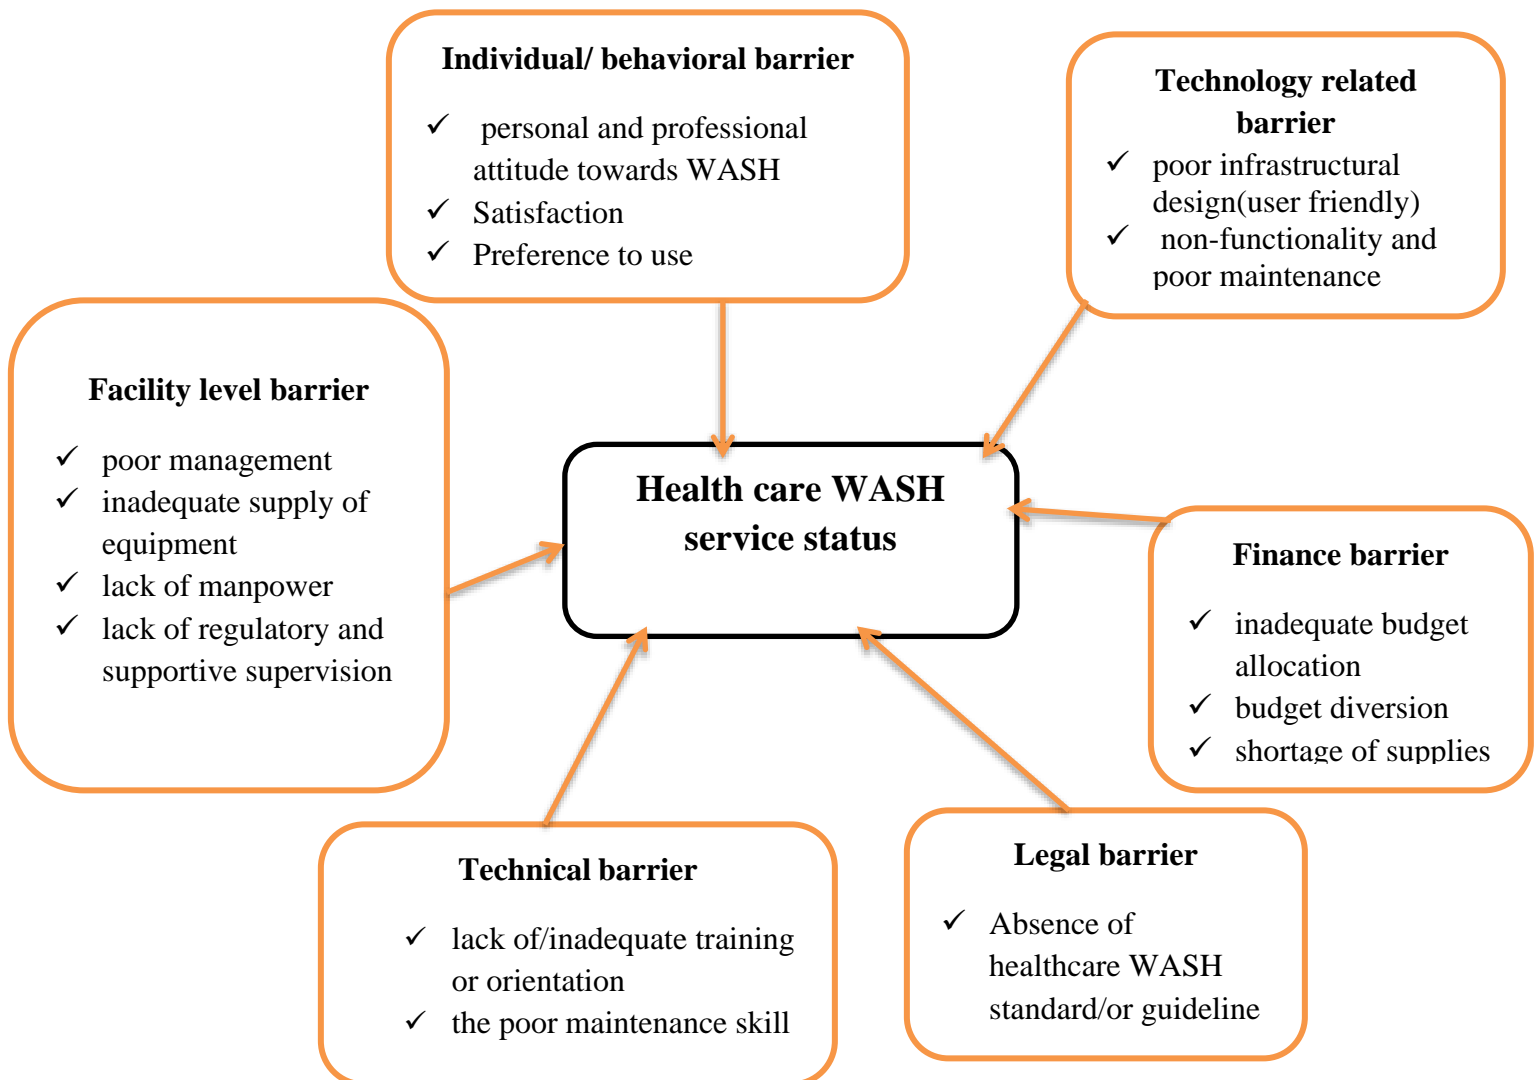 Individual/ behavioral barrier
✓ personal and professional
attitude towards WASH
✓ Satisfaction
✓ Preference to use
Technology related
barrier
✓ poor infrastructural
design(user friendly)
✓ non-functionality and
poor maintenance
Facility level barrier
✓ poor management
✓ inadequate supply of
equipment
✓ lack of manpower
✓ lack of regulatory and
supportive supervision
Health care WASH
service status
Finance barrier
✓ inadequate budget
allocation
✓ budget diversion
✓ shortage of supplies
Technical barrier
✓ lack of/inadequate training
or orientation
✓ the poor maintenance skill
Legal barrier
✓ Absence of
healthcare WASH
standard/or guideline